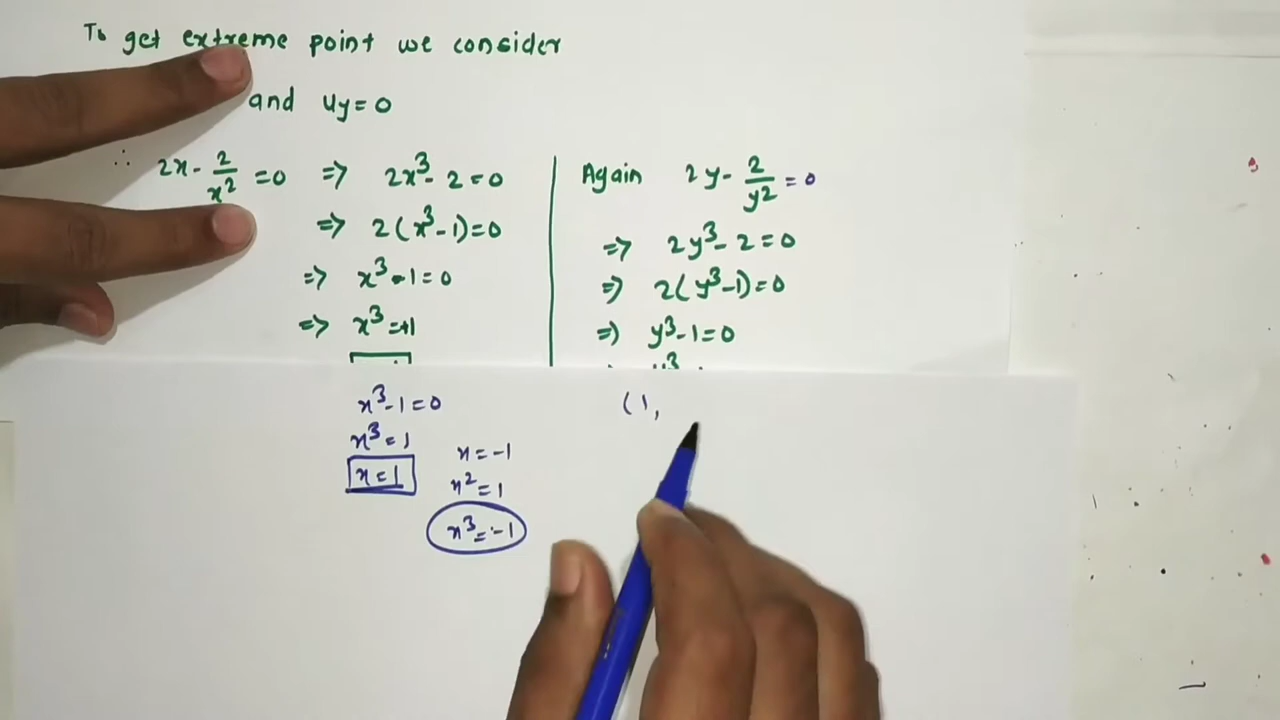 To get extreme point we consider
and uy=0
∴ 2x - 2/x² = 0 ⇒ 2x³ - 2 = 0
⇒ 2(x³-1)=0
⇒ x³-1=0
⇒ x³=+1
Again 2y - 2/y² = 0
⇒ 2y³- 2 = 0
⇒ 2(y³-1)=0
⇒ y³-1=0
x³-1=0
x³=1
x=1
x=-1
x²=1
x³=-1
(1,